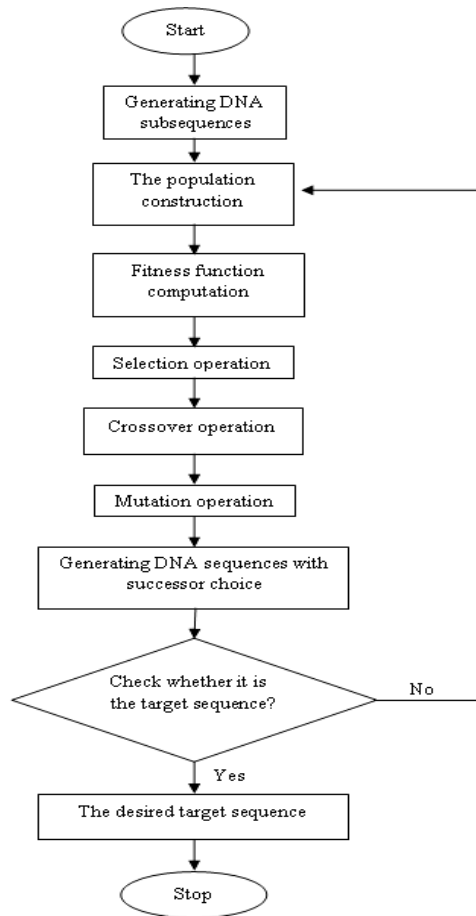 Start
Generating DNA
subsequences
The population
construction
Fitness function
computation
Selection operation
Crossover operation
Mutation operation
Generating DNA sequences with
successor choice
Check whether it is
the target sequence?
No
Yes
The desired target sequence
Stop